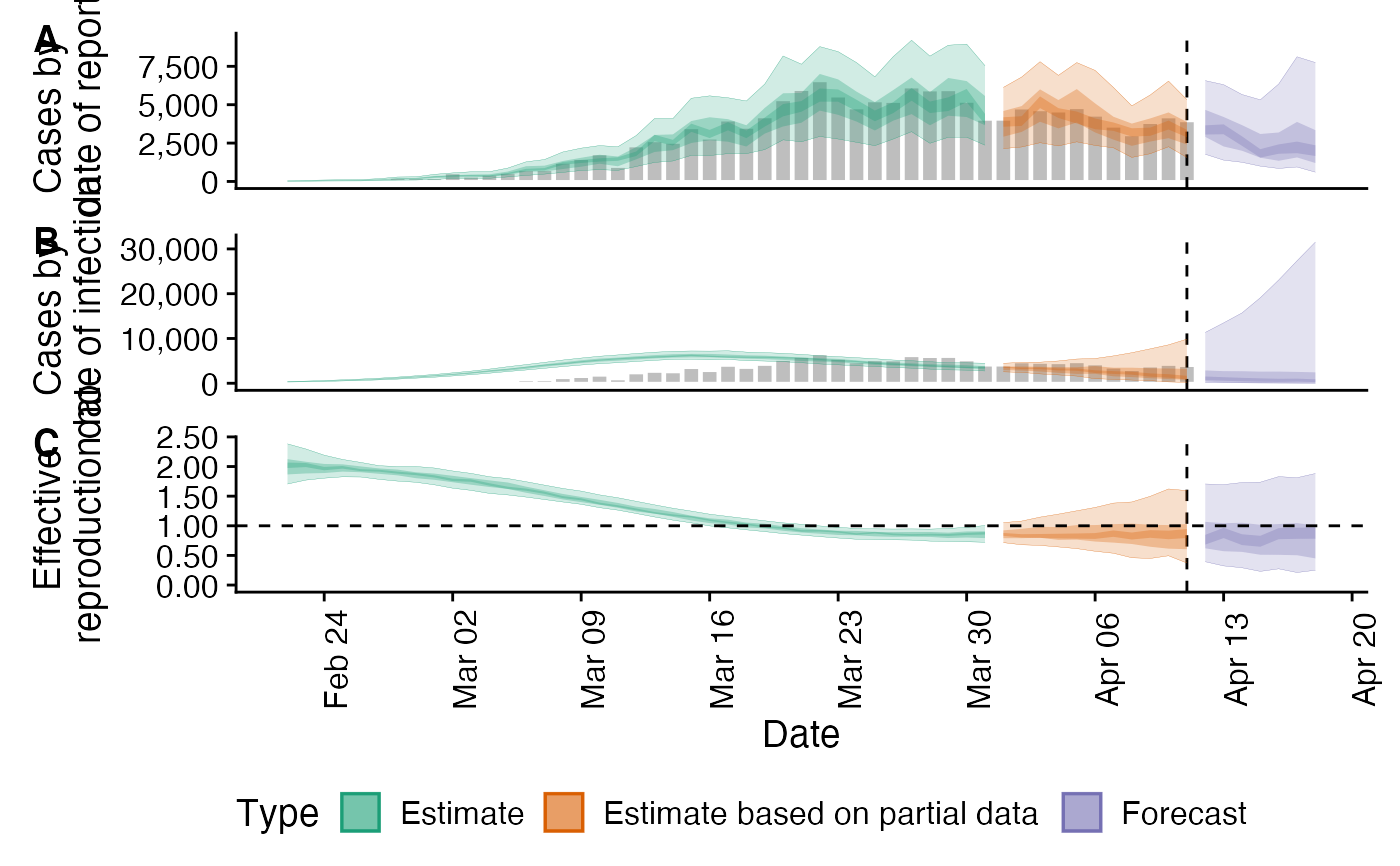 A
Cases by
date of report
7,500
5,000
2,500
0
B
Cases by
date of infection
30,000
20,000
10,000
0
C
Effective
reproduction no.
2.50
2.00
1.50
1.00
0.50
0.00
Feb 24
Mar 02
Mar 09
Mar 16
Mar 23
Mar 30
Apr 06
Apr 13
Apr 20
Date
Type
Estimate
Estimate based on partial data
Forecast